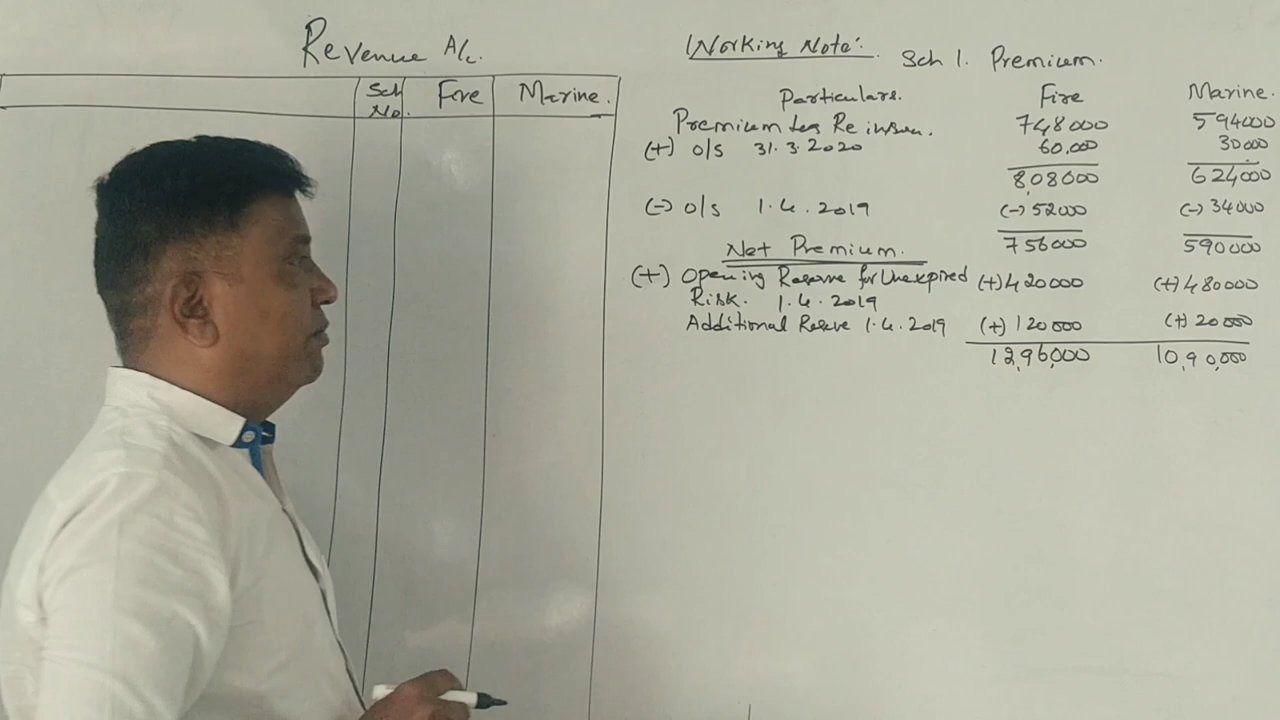 Revenue A/c.
Sch No. Fire Marine.
Working Note:
Sch 1. Premium.
Particulars. Fire Marine.
Premium less Re insu. 748000 594000
(+) o/s 31.3.2020 60,000 30000
808000 624000
(-) o/s 1.4.2019 (-) 52000 (-) 34000
Net Premium. 756000 590000
(+) Opening Reserve for Unexpired (+) 420000 (+) 480000
Risk. 1.4.2019
Additional Reserve 1.4.2019 (+) 120000 (+) 20000
12,96,000 10,90,000